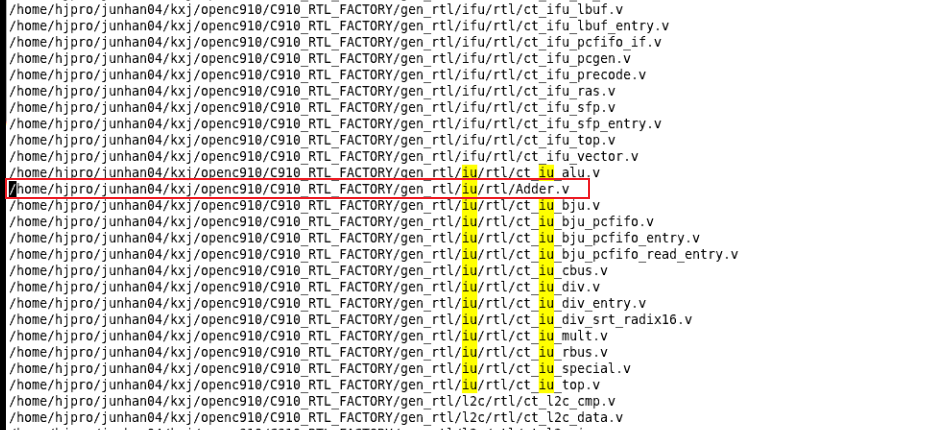 /home/hjpro/junhan04/kxj/openc910/C910_RTL_FACTORY/gen_rtl/ifu/rtl/ct_ifu_lbuf.v
/home/hjpro/junhan04/kxj/openc910/C910_RTL_FACTORY/gen_rtl/ifu/rtl/ct_ifu_lbuf_entry.v
/home/hjpro/junhan04/kxj/openc910/C910_RTL_FACTORY/gen_rtl/ifu/rtl/ct_ifu_pcfifo_if.v
/home/hjpro/junhan04/kxj/openc910/C910_RTL_FACTORY/gen_rtl/ifu/rtl/ct_ifu_pcgen.v
/home/hjpro/junhan04/kxj/openc910/C910_RTL_FACTORY/gen_rtl/ifu/rtl/ct_ifu_precode.v
/home/hjpro/junhan04/kxj/openc910/C910_RTL_FACTORY/gen_rtl/ifu/rtl/ct_ifu_ras.v
/home/hjpro/junhan04/kxj/openc910/C910_RTL_FACTORY/gen_rtl/ifu/rtl/ct_ifu_sfp.v
/home/hjpro/junhan04/kxj/openc910/C910_RTL_FACTORY/gen_rtl/ifu/rtl/ct_ifu_sfp_entry.v
/home/hjpro/junhan04/kxj/openc910/C910_RTL_FACTORY/gen_rtl/ifu/rtl/ct_ifu_top.v
/home/hjpro/junhan04/kxj/openc910/C910_RTL_FACTORY/gen_rtl/ifu/rtl/ct_ifu_vector.v
/home/hjpro/junhan04/kxj/openc910/C910_RTL_FACTORY/gen_rtl/iu/rtl/ct_iu_alu.v
/home/hjpro/junhan04/kxj/openc910/C910_RTL_FACTORY/gen_rtl/iu/rtl/Adder.v
/home/hjpro/junhan04/kxj/openc910/C910_RTL_FACTORY/gen_rtl/iu/rtl/ct_iu_bju.v
/home/hjpro/junhan04/kxj/openc910/C910_RTL_FACTORY/gen_rtl/iu/rtl/ct_iu_bju_pcfifo.v
/home/hjpro/junhan04/kxj/openc910/C910_RTL_FACTORY/gen_rtl/iu/rtl/ct_iu_bju_pcfifo_entry.v
/home/hjpro/junhan04/kxj/openc910/C910_RTL_FACTORY/gen_rtl/iu/rtl/ct_iu_bju_pcfifo_read_entry.v
/home/hjpro/junhan04/kxj/openc910/C910_RTL_FACTORY/gen_rtl/iu/rtl/ct_iu_cbus.v
/home/hjpro/junhan04/kxj/openc910/C910_RTL_FACTORY/gen_rtl/iu/rtl/ct_iu_div.v
/home/hjpro/junhan04/kxj/openc910/C910_RTL_FACTORY/gen_rtl/iu/rtl/ct_iu_div_entry.v
/home/hjpro/junhan04/kxj/openc910/C910_RTL_FACTORY/gen_rtl/iu/rtl/ct_iu_div_srt_radix16.v
/home/hjpro/junhan04/kxj/openc910/C910_RTL_FACTORY/gen_rtl/iu/rtl/ct_iu_mult.v
/home/hjpro/junhan04/kxj/openc910/C910_RTL_FACTORY/gen_rtl/iu/rtl/ct_iu_rbus.v
/home/hjpro/junhan04/kxj/openc910/C910_RTL_FACTORY/gen_rtl/iu/rtl/ct_iu_special.v
/home/hjpro/junhan04/kxj/openc910/C910_RTL_FACTORY/gen_rtl/iu/rtl/ct_iu_top.v
/home/hjpro/junhan04/kxj/openc910/C910_RTL_FACTORY/gen_rtl/l2c/rtl/ct_l2c_cmp.v
/home/hjpro/junhan04/kxj/openc910/C910_RTL_FACTORY/gen_rtl/l2c/rtl/ct_l2c_data.v